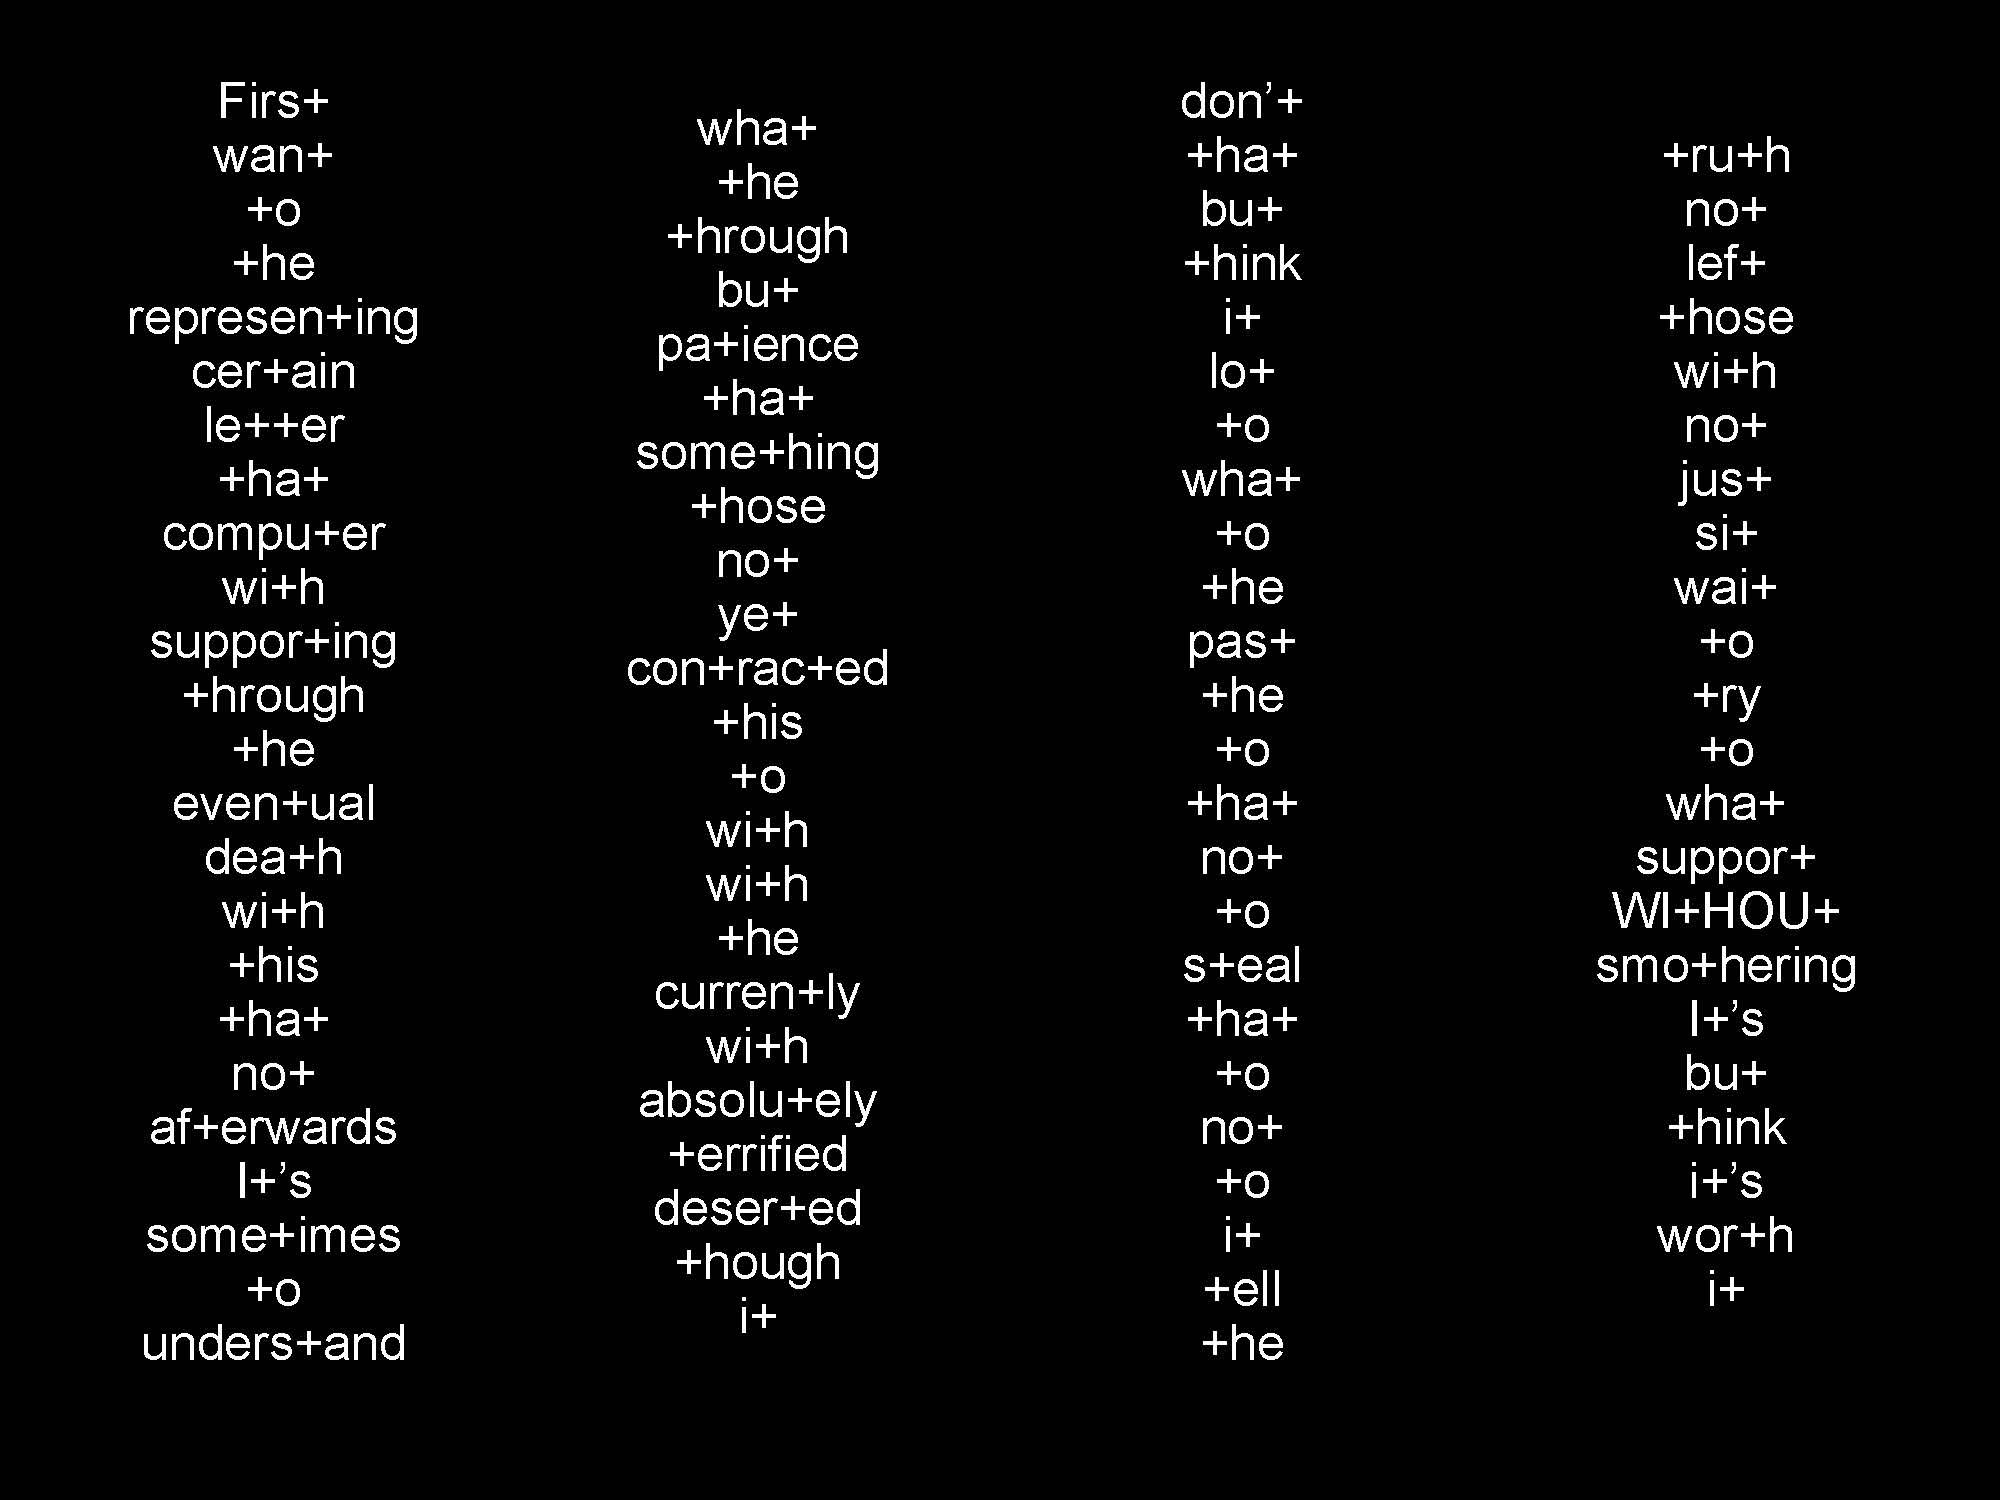 Firs+
wan+
+o
+he
represen+ing
cer+ain
le++er
+ha+
compu+er
wi+h
suppor+ing
+hrough
+he
even+ual
dea+h
wi+h
+his
+ha+
no+
af+erwards
I+’s
some+imes
+o
unders+and
wha+
+he
+hrough
bu+
pa+ience
+ha+
some+hing
+hose
no+
ye+
con+rac+ed
+his
+o
wi+h
wi+h
+he
curren+ly
wi+h
absolu+ely
+errified
deser+ed
+hough
i+
don’+
+ha+
bu+
+hink
i+
lo+
+o
wha+
+o
+he
pas+
+he
+o
+ha+
no+
+o
s+eal
+ha+
+o
no+
+o
i+
+ell
+he
+ru+h
no+
lef+
+hose
wi+h
no+
jus+
si+
wai+
+o
+ry
+o
wha+
suppor+
WI+HOU+
smo+hering
I+’s
bu+
+hink
i+’s
wor+h
i+